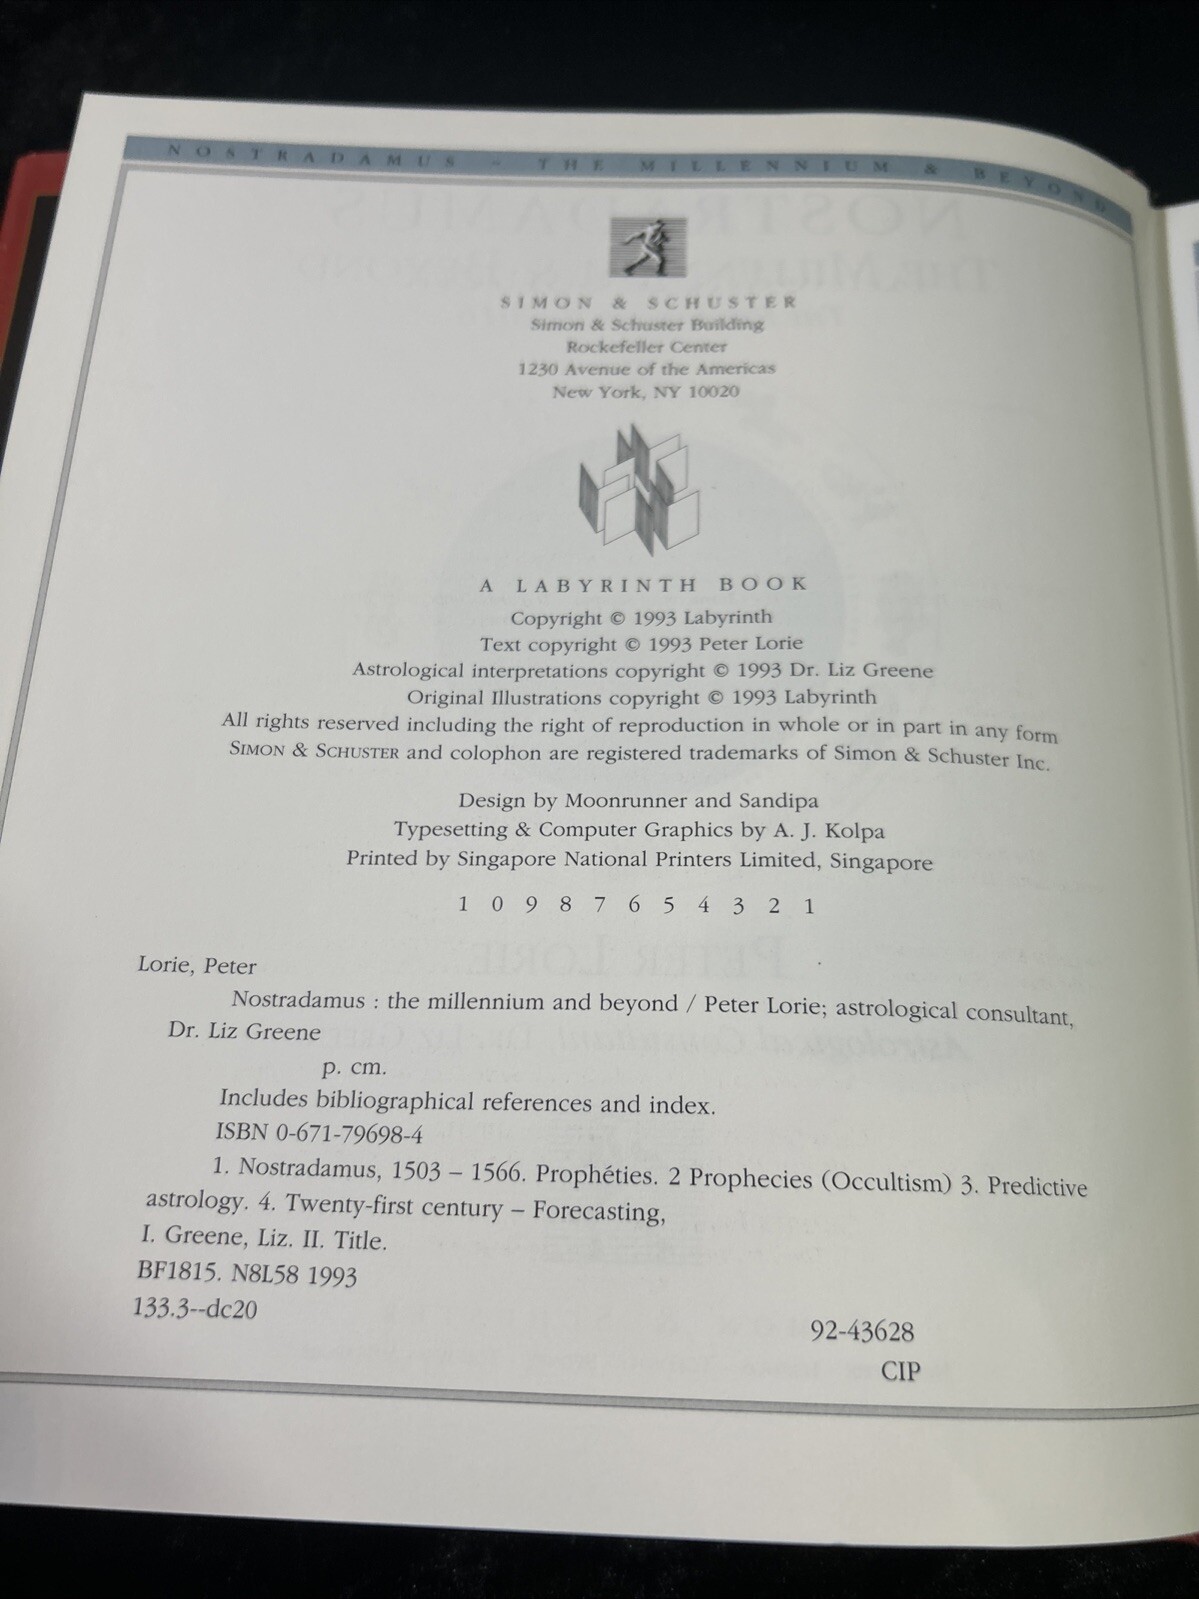 NOSTRADAMUS ~ THE MILLENNIUM & BEYOND
SIMON & SCHUSTER
Simon & Schuster Building
Rockefeller Center
1230 Avenue of the Americas
New York, NY 10020
A LABYRINTH BOOK
Copyright © 1993 Labyrinth
Text copyright © 1993 Peter Lorie
Astrological interpretations copyright © 1993 Dr. Liz Greene
Original Illustrations copyright © 1993 Labyrinth
All rights reserved including the right of reproduction in whole or in part in any form
SIMON & SCHUSTER and colophon are registered trademarks of Simon & Schuster Inc.
Design by Moonrunner and Sandipa
Typesetting & Computer Graphics by A. J. Kolpa
Printed by Singapore National Printers Limited, Singapore
1 0 9 8 7 6 5 4 3 2 1
Lorie, Peter
Nostradamus : the millennium and beyond / Peter Lorie; astrological consultant,
Dr. Liz Greene
p. cm.
Includes bibliographical references and index.
ISBN 0-671-79698-4
1. Nostradamus, 1503 – 1566. Prophéties. 2 Prophecies (Occultism) 3. Predictive
astrology. 4. Twenty-first century – Forecasting,
I. Greene, Liz. II. Title.
BF1815. N8L58 1993
133.3--dc20
92-43628
CIP